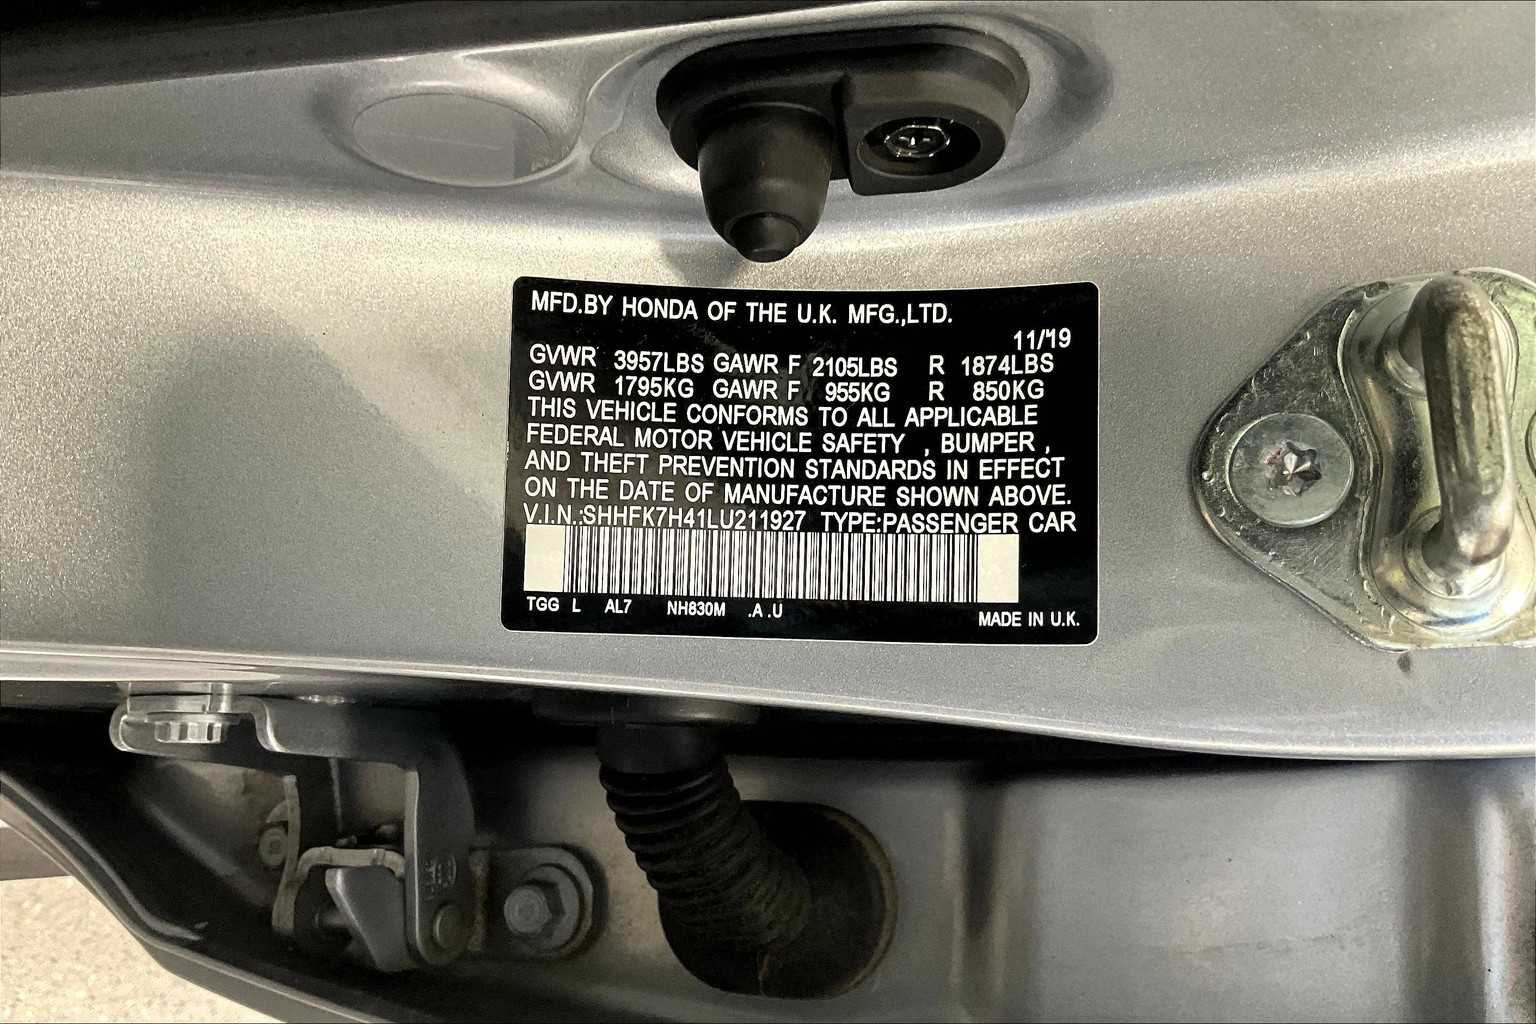 MFD.BY HONDA OF THE U.K. MFG.,LTD.
11/19
GVWR 3957LBS GAWR F 2105LBS R 1874LBS
GVWR 1795KG GAWR F 955KG R 850KG
THIS VEHICLE CONFORMS TO ALL APPLICABLE
FEDERAL MOTOR VEHICLE SAFETY , BUMPER ,
AND THEFT PREVENTION STANDARDS IN EFFECT
ON THE DATE OF MANUFACTURE SHOWN ABOVE.
V.I.N.:SHHFK7H41LU211927 TYPE:PASSENGER CAR
TGG L AL7 NH830M .A .U
MADE IN U.K.